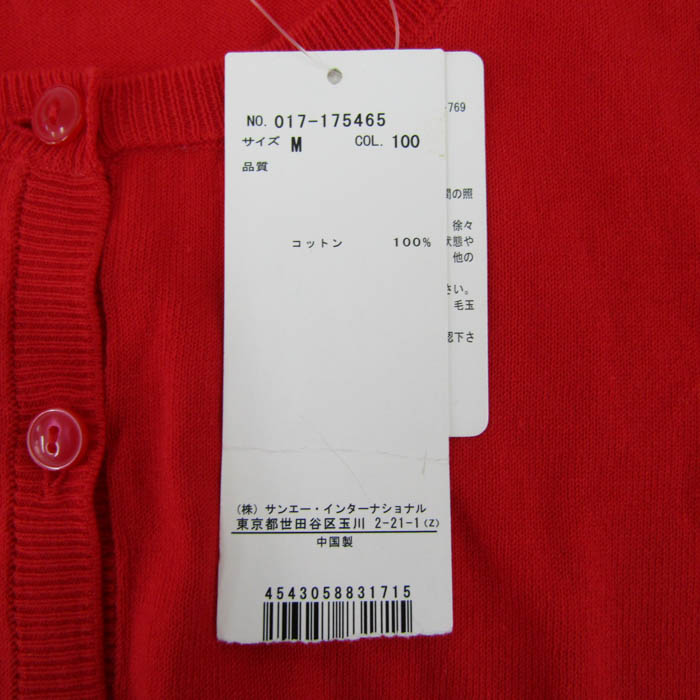 NO. 017-175465
サイズ M COL. 100
品質
コットン 100%
(株) サンエー・インターナショナル
東京都世田谷区玉川 2-21-1(Z)
中国製
4543058831715
-769
間の照
徐々
状態や
他の
さい。
毛玉
認下さ